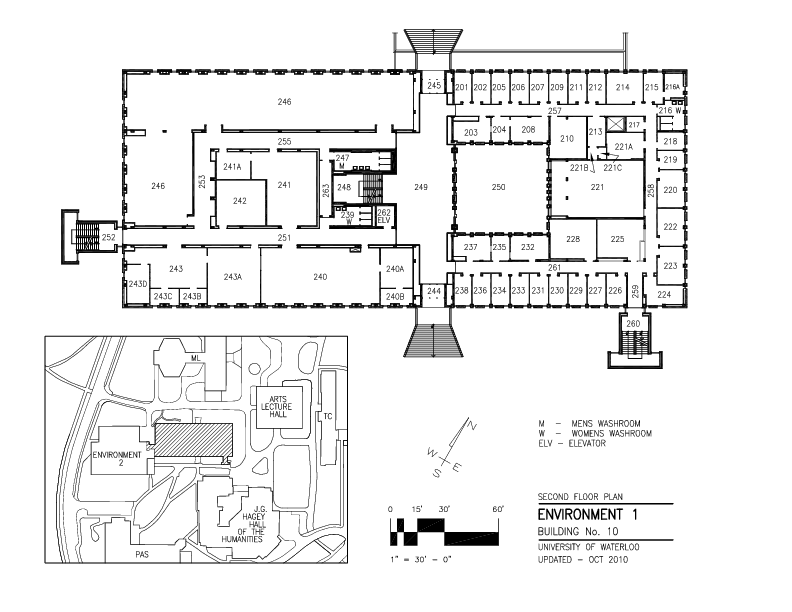 245
201 202 205 206 207 209 211 212 214 215 216A
246
257
216 W
203 204 208 210 213 217
255
221A
218
247
M
241A
219
221B 221C
246 253 241 263 248 249 250 221 258 220
242
239
W
262
ELV
252
251
237 235 232 228 225 222
243 243A 240 240A
261
223
243D
243C 243B 240B
244
238 236 234 233 231 230 229 227 226 259 224
260
ML
ARTS
LECTURE
HALL
TC
ENVIRONMENT
2
J.G.
HAGEY
HALL
OF THE
HUMANITIES
PAS
N
W
E
S
M – MENS WASHROOM
W – WOMENS WASHROOM
ELV – ELEVATOR
0 15' 30' 60'
1" = 30' - 0"
SECOND FLOOR PLAN
ENVIRONMENT 1
BUILDING No. 10
UNIVERSITY OF WATERLOO
UPDATED – OCT 2010